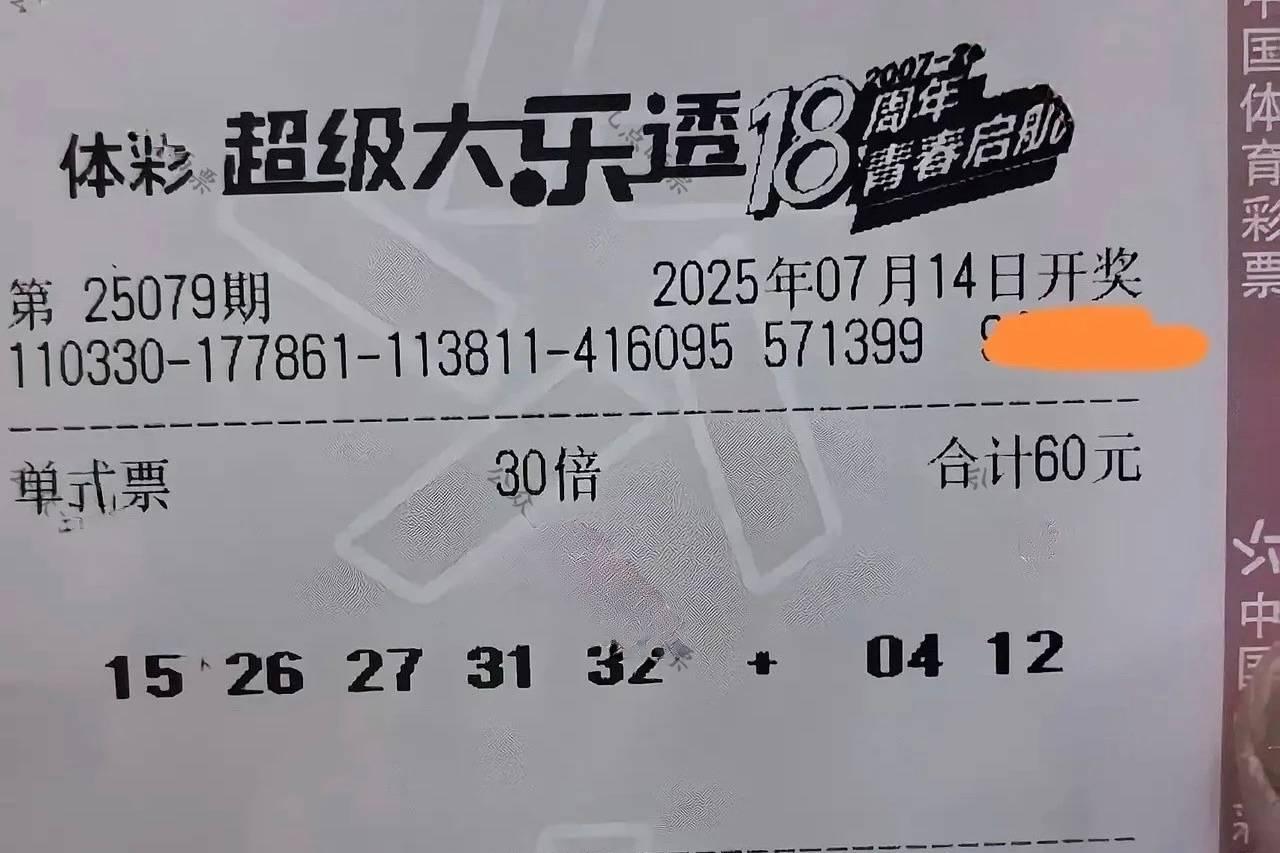 体彩 超级大乐透 18 周年 青春启航
第 25079期 2025年07月14日开奖
110330-177861-113811-416095 571399
单式票 30倍 合计60元
15 26 27 31 32 + 04 12
中国体育彩票
中国